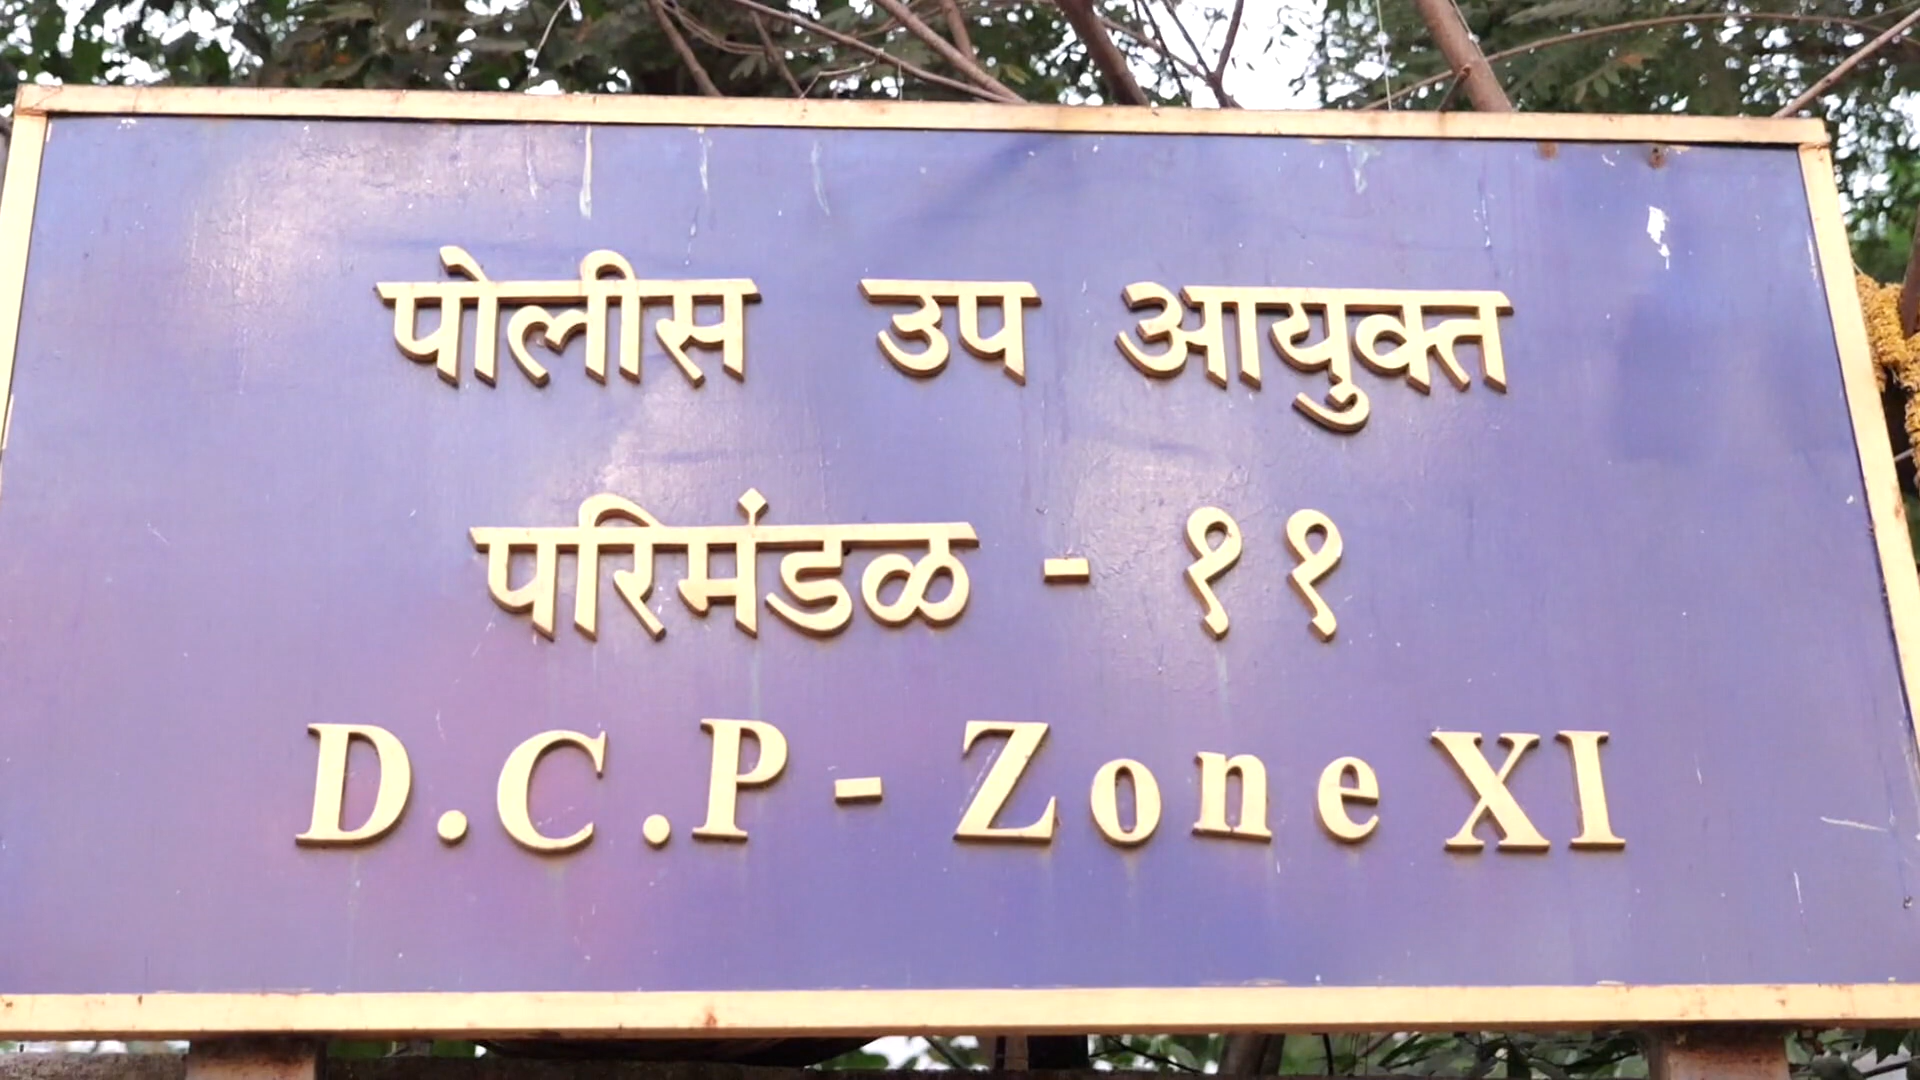 पोलीस उप आयुक्त
परिमंडळ - ११
D.C.P - Zone XI